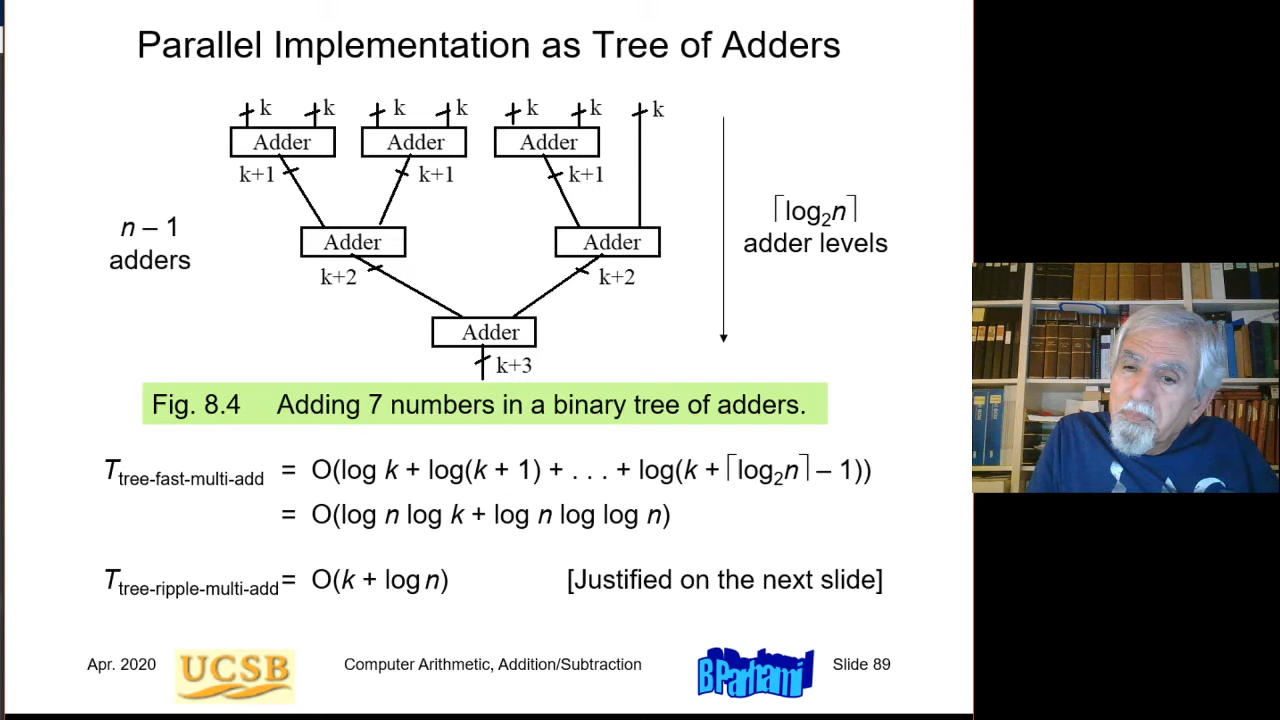 Parallel Implementation as Tree of Adders
k k k k k k k
Adder Adder Adder
k+1 k+1 k+1
n – 1
adders
Adder Adder
⌈log₂n⌉
adder levels
k+2 k+2
Adder
k+3
Fig. 8.4 Adding 7 numbers in a binary tree of adders.
T tree-fast-multi-add = O(log k + log(k + 1) + . . . + log(k + ⌈log₂n⌉ – 1))
= O(log n log k + log n log log n)
T tree-ripple-multi-add = O(k + log n) [Justified on the next slide]
Apr. 2020 UCSB Computer Arithmetic, Addition/Subtraction B Parhami Slide 89